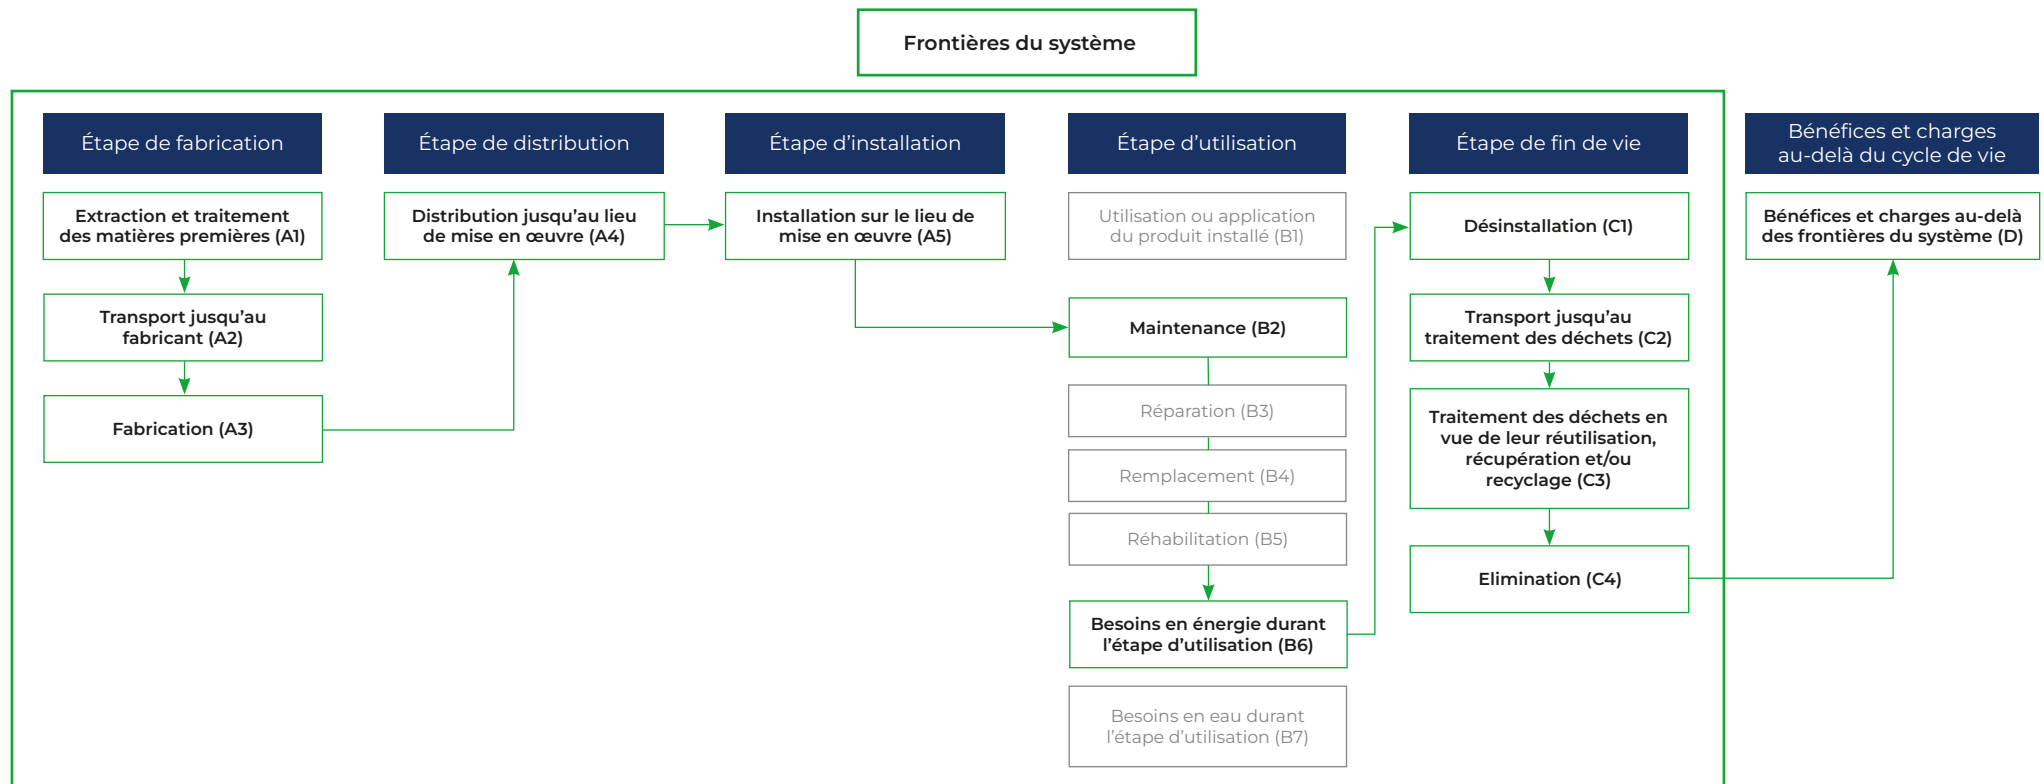 Frontières du système
Étape de fabrication
Extraction et traitement
des matières premières (A1)
Transport jusqu'au
fabricant (A2)
Fabrication (A3)
Étape de distribution
Distribution jusqu'au lieu
de mise en œuvre (A4)
Étape d'installation
Installation sur le lieu de
mise en œuvre (A5)
Étape d'utilisation
Utilisation ou application
du produit installé (B1)
Maintenance (B2)
Réparation (B3)
Remplacement (B4)
Réhabilitation (B5)
Besoins en énergie durant
l'étape d'utilisation (B6)
Besoins en eau durant
l'étape d'utilisation (B7)
Étape de fin de vie
Désinstallation (C1)
Transport jusqu'au
traitement des déchets (C2)
Traitement des déchets en
vue de leur réutilisation,
récupération et/ou
recyclage (C3)
Elimination (C4)
Bénéfices et charges
au-delà du cycle de vie
Bénéfices et charges au-delà
des frontières du système (D)